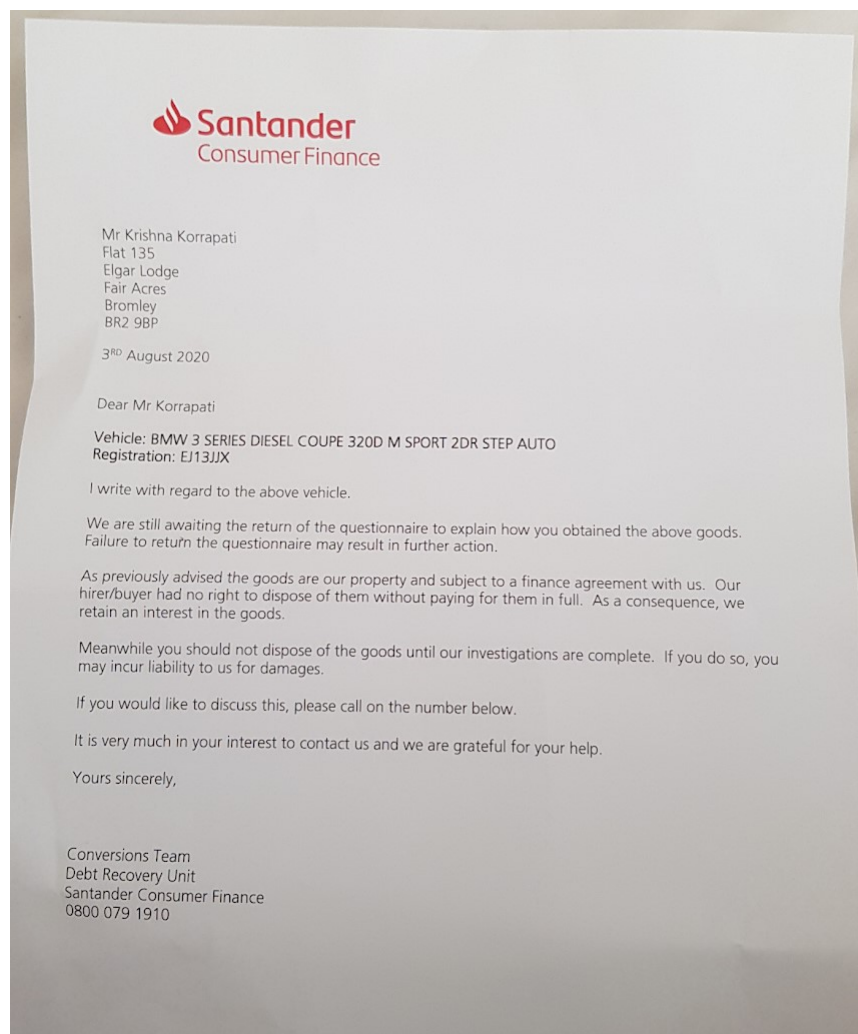 Santander
Consumer Finance
Mr Krishna Korrapati
Flat 135
Elgar Lodge
Fair Acres
Bromley
BR2 9BP
3RD August 2020
Dear Mr Korrapati
Vehicle: BMW 3 SERIES DIESEL COUPE 320D M SPORT 2DR STEP AUTO
Registration: EJ13JJX
I write with regard to the above vehicle.
We are still awaiting the return of the questionnaire to explain how you obtained the above goods.
Failure to return the questionnaire may result in further action.
As previously advised the goods are our property and subject to a finance agreement with us. Our
hirer/buyer had no right to dispose of them without paying for them in full. As a consequence, we
retain an interest in the goods.
Meanwhile you should not dispose of the goods until our investigations are complete. If you do so, you
may incur liability to us for damages.
If you would like to discuss this, please call on the number below.
It is very much in your interest to contact us and we are grateful for your help.
Yours sincerely,
Conversions Team
Debt Recovery Unit
Santander Consumer Finance
0800 079 1910